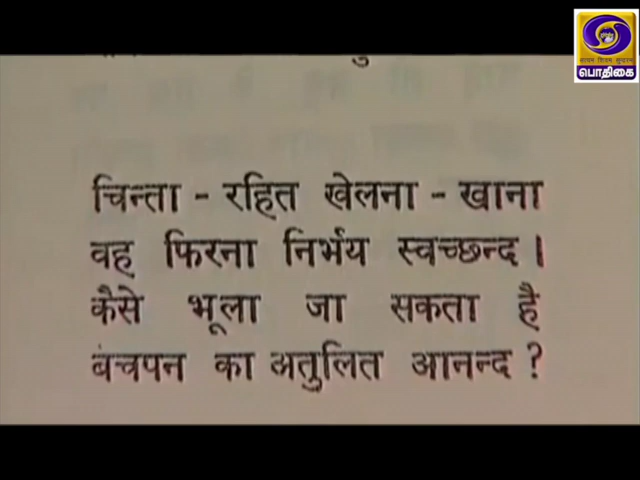 பொதிகை
चिन्ता - रहित खेलना - खाना
वह फिरना निर्भय स्वच्छन्द।
कैसे भूला जा सकता है
बचपन का अतुलित आनन्द ?